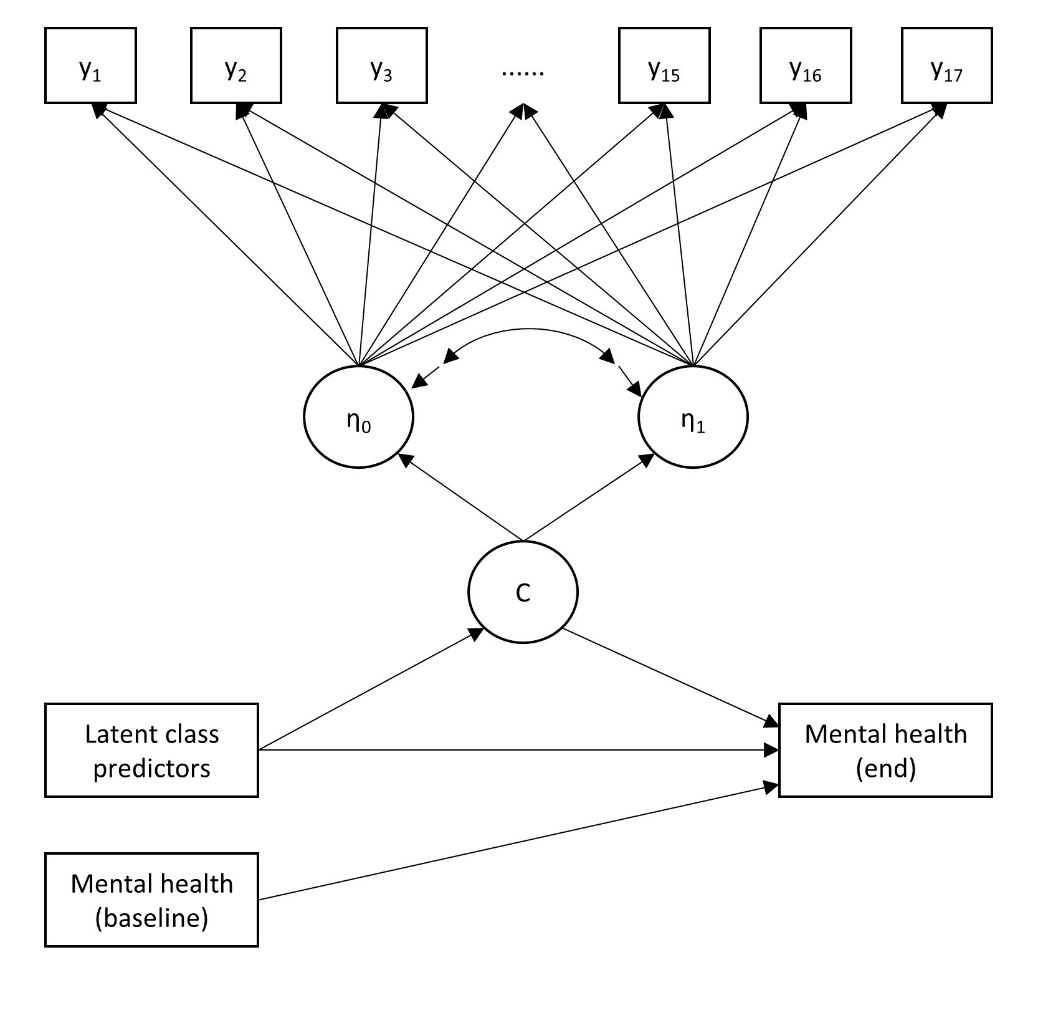 y1 y2 y3 ...... y15 y16 y17
η0 η1
C
Latent class
predictors
Mental health
(end)
Mental health
(baseline)